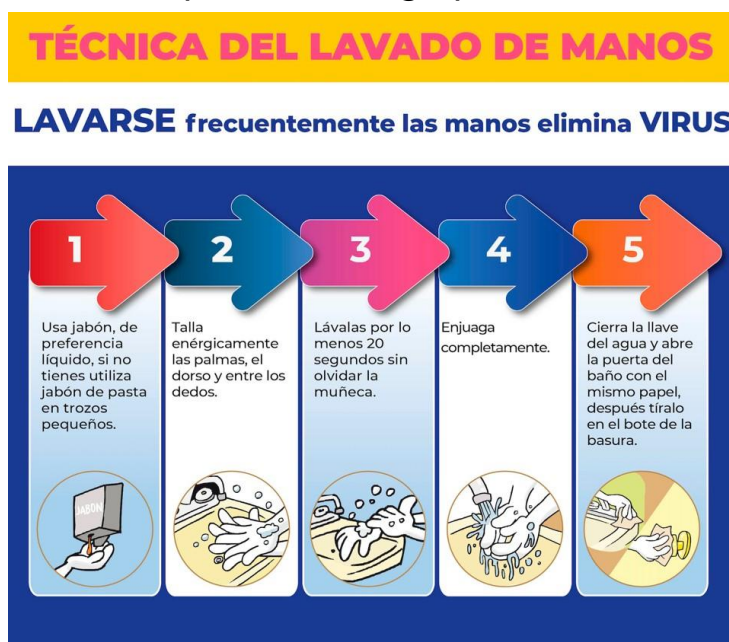 TÉCNICA DEL LAVADO DE MANOS
LAVARSE frecuentemente las manos elimina VIRUS
1
Usa jabón, de
preferencia
líquido, si no
tienes utiliza
jabón de pasta
en trozos
pequeños.
JABON
2
Talla
enérgicamente
las palmas, el
dorso y entre los
dedos.
3
Lávalas por lo
menos 20
segundos sin
olvidar la
muñeca.
4
Enjuaga
completamente.
5
Cierra la llave
del agua y abre
la puerta del
baño con el
mismo papel,
después tíralo
en el bote de la
basura.